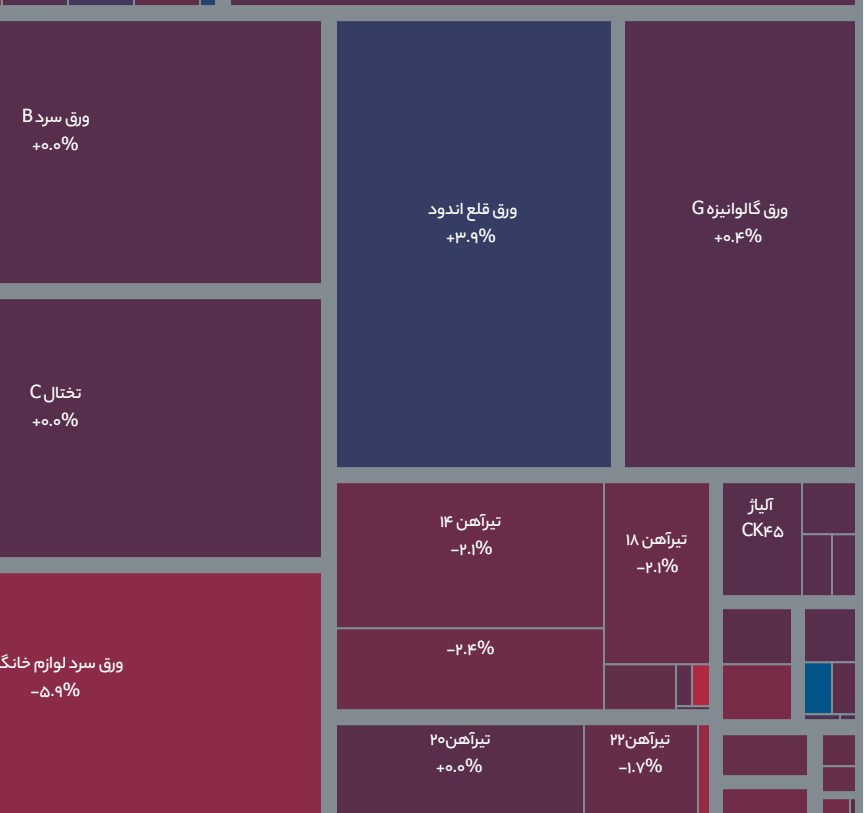 ورق سرد B
+۰.۰%
ورق قلع اندود
+۳.۹%
ورق گالوانیزه G
+۰.۴%
تختال C
+۰.۰%
تیرآهن ۱۴
-۲.۱%
تیرآهن ۱۸
-۲.۱%
آلیاژ
CK۴۵
-۲.۴%
ورق سرد لوازم خانگ
-۵.۹%
تیرآهن۲۰
+۰.۰%
تیرآهن۲۲
-۱.۷%